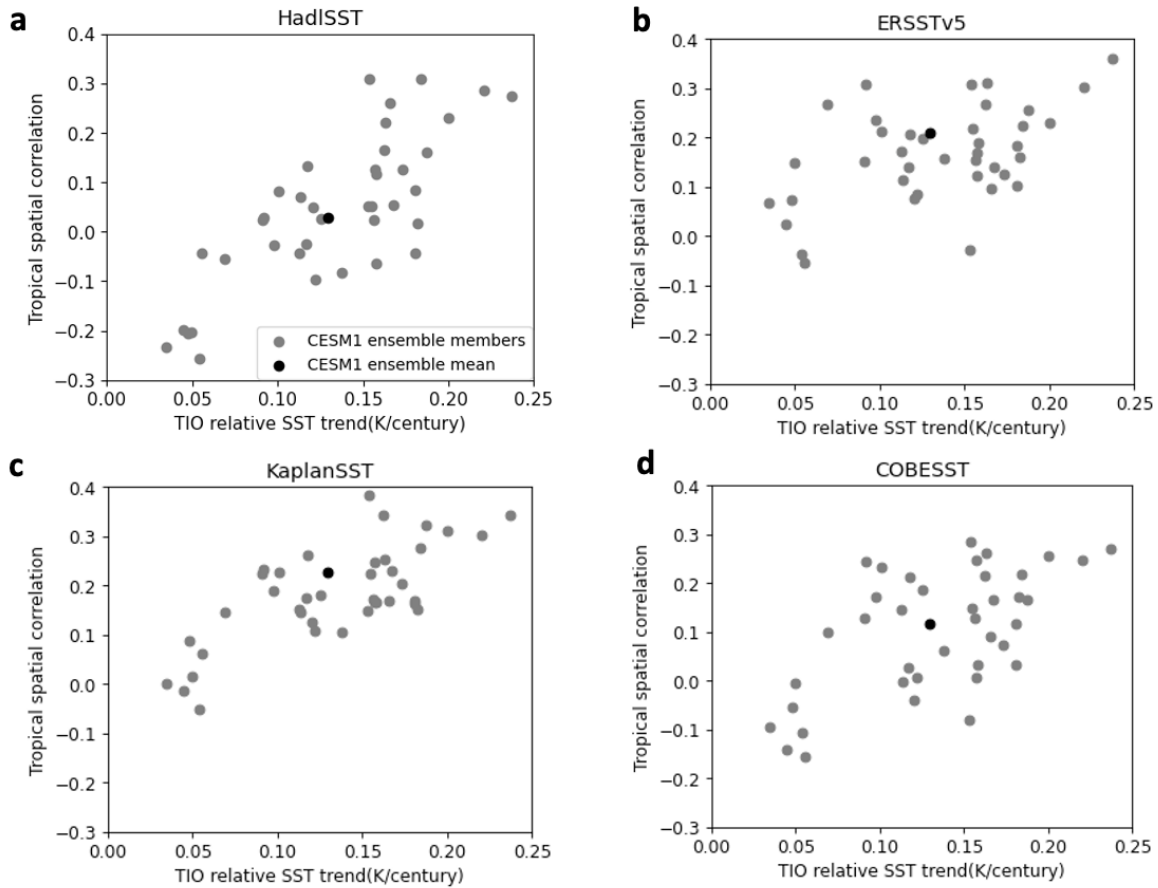 a
HadISST
Tropical spatial correlation
0.4
0.3
0.2
0.1
0.0
−0.1
−0.2
−0.3
CESM1 ensemble members
CESM1 ensemble mean
0.00 0.05 0.10 0.15 0.20 0.25
TIO relative SST trend(K/century)
b
ERSSTv5
Tropical spatial correlation
0.4
0.3
0.2
0.1
0.0
−0.1
−0.2
−0.3
0.00 0.05 0.10 0.15 0.20 0.25
TIO relative SST trend(K/century)
c
KaplanSST
Tropical spatial correlation
0.4
0.3
0.2
0.1
0.0
−0.1
−0.2
−0.3
0.00 0.05 0.10 0.15 0.20 0.25
TIO relative SST trend(K/century)
d
COBESST
Tropical spatial correlation
0.4
0.3
0.2
0.1
0.0
−0.1
−0.2
−0.3
0.00 0.05 0.10 0.15 0.20 0.25
TIO relative SST trend(K/century)